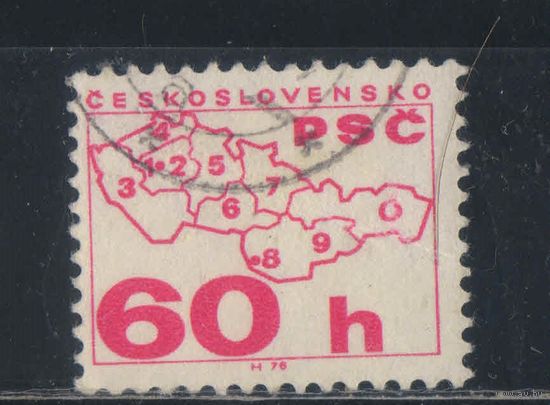 ČESKOSLOVENSKO
PSČ
4
3 1 2 5 7
6 0
8 9
60 h
H 76